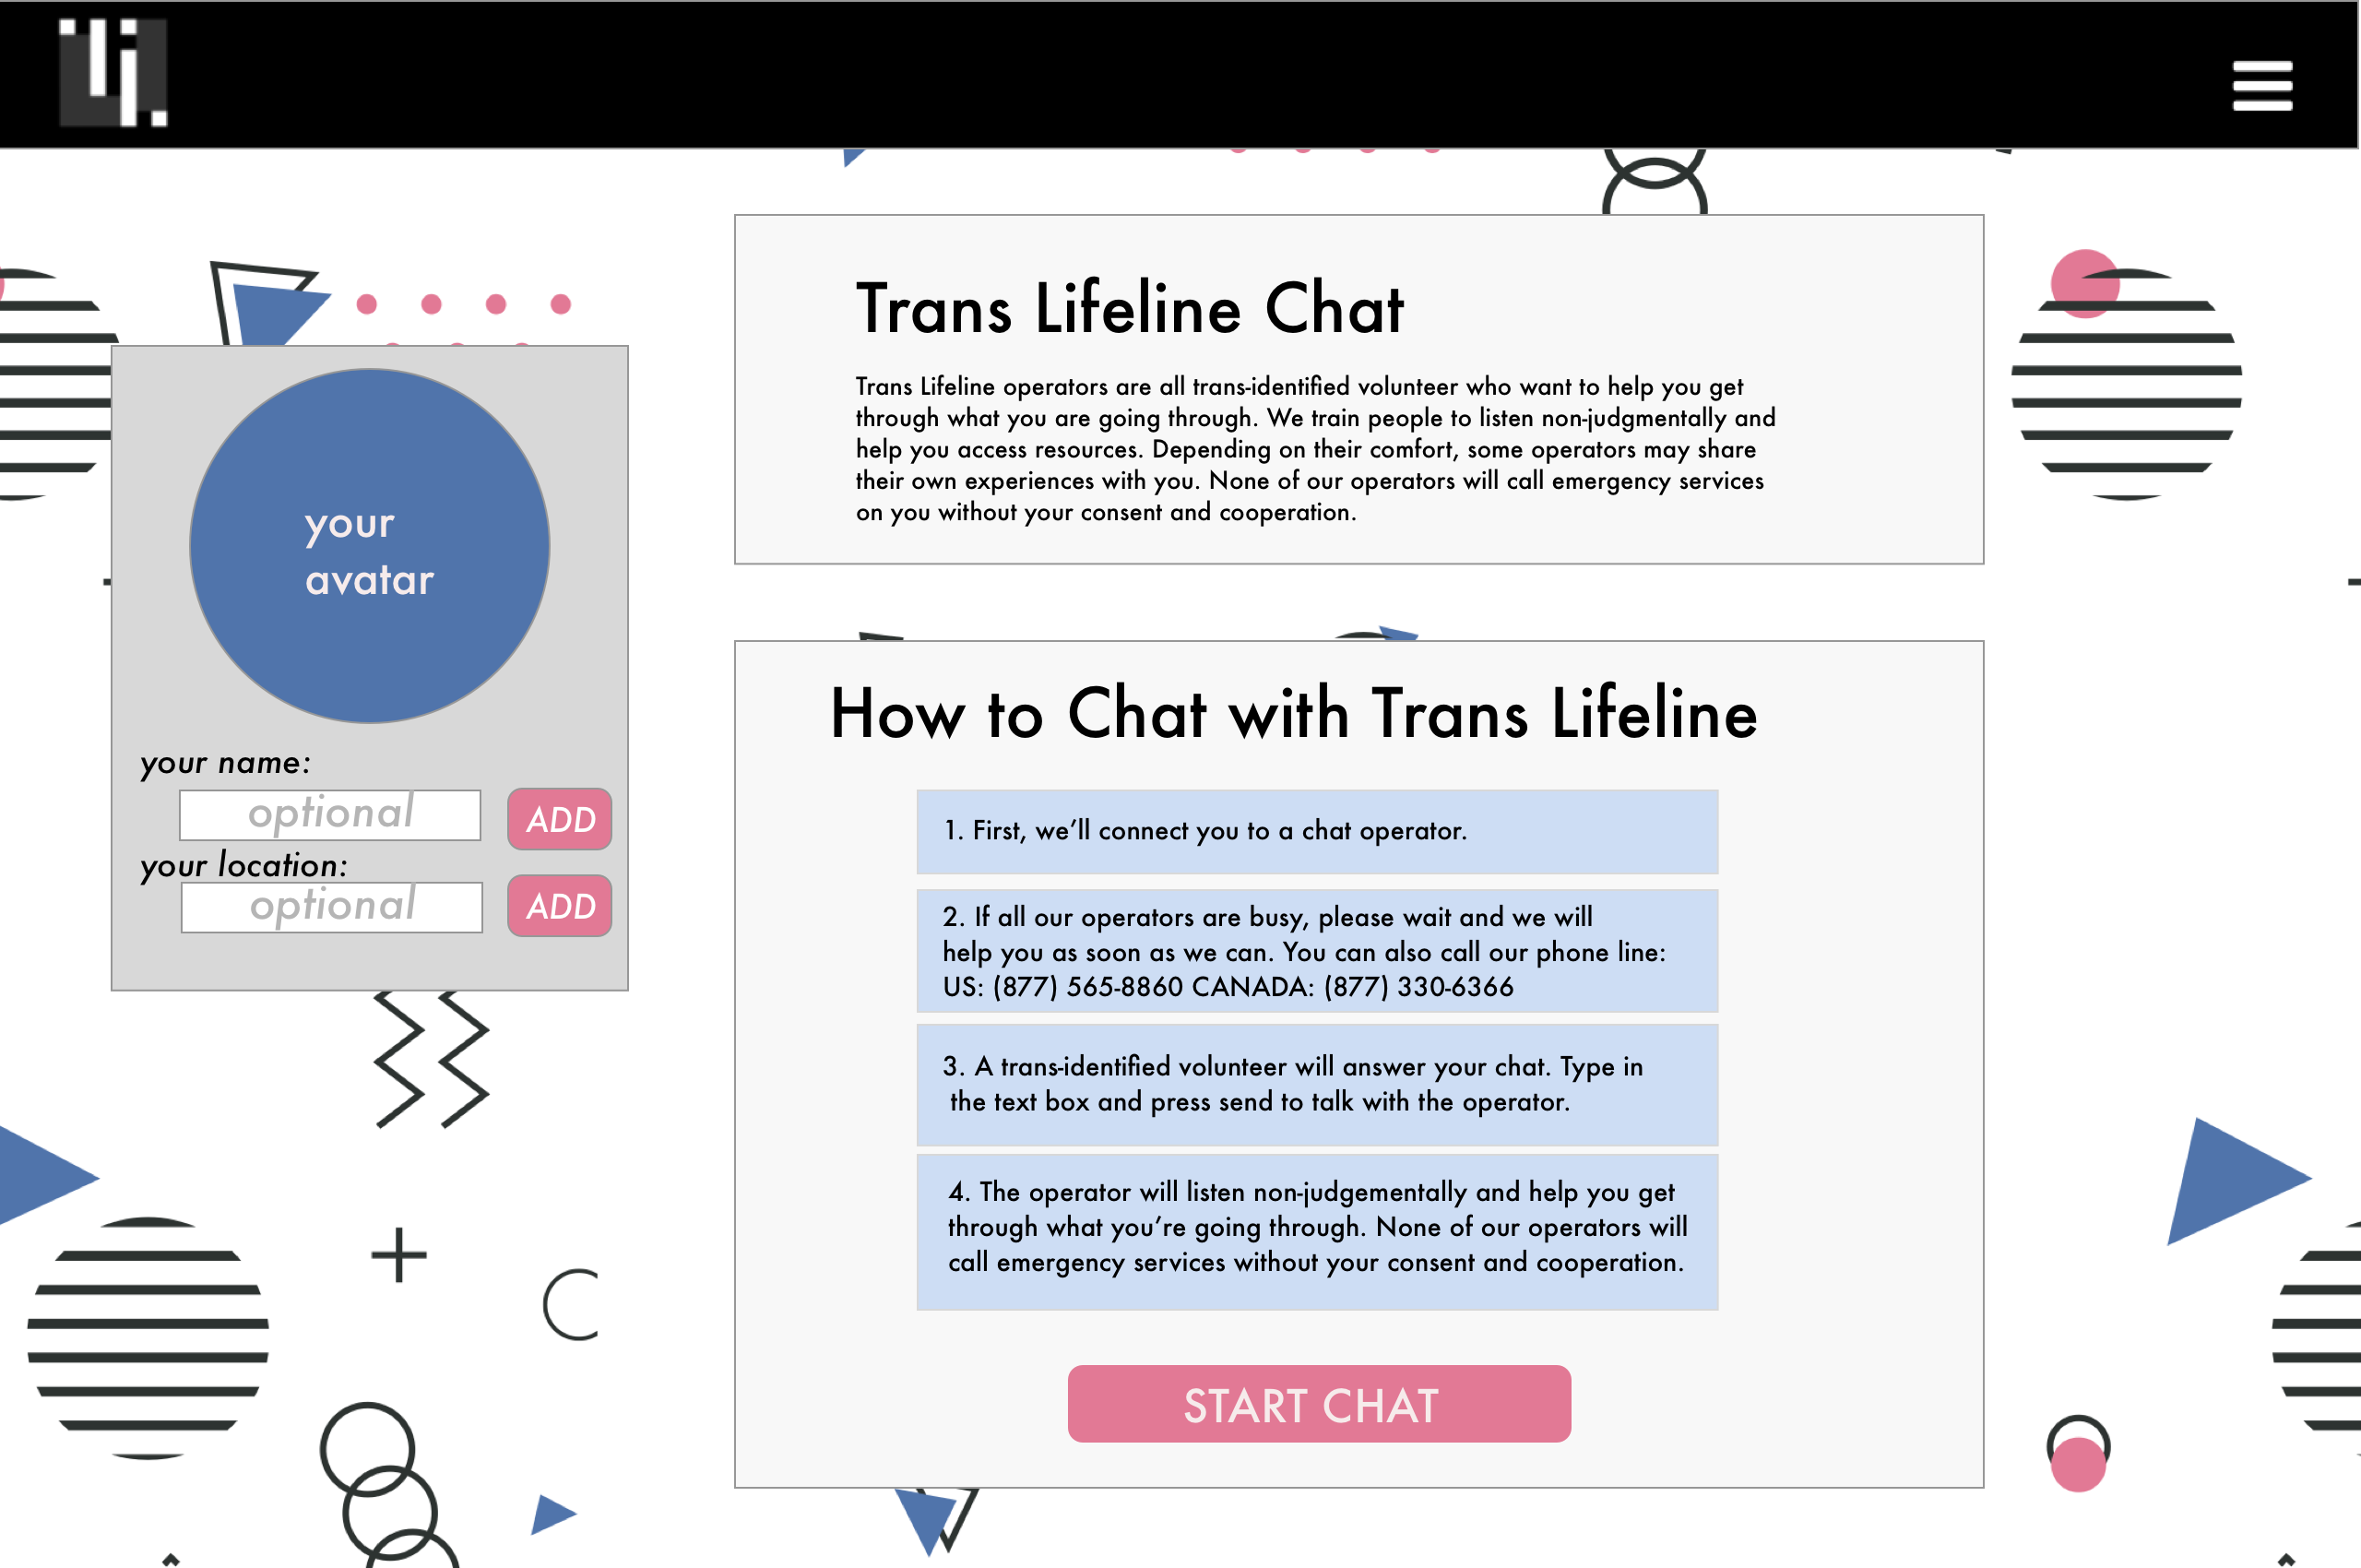 Trans Lifeline Chat
Trans Lifeline operators are all trans-identified volunteer who want to help you get
through what you are going through. We train people to listen non-judgmentally and
help you access resources. Depending on their comfort, some operators may share
their own experiences with you. None of our operators will call emergency services
on you without your consent and cooperation.
your
avatar
your name:
optional
ADD
your location:
optional
ADD
How to Chat with Trans Lifeline
1. First, we’ll connect you to a chat operator.
2. If all our operators are busy, please wait and we will
help you as soon as we can. You can also call our phone line:
US: (877) 565-8860 CANADA: (877) 330-6366
3. A trans-identified volunteer will answer your chat. Type in
the text box and press send to talk with the operator.
4. The operator will listen non-judgementally and help you get
through what you’re going through. None of our operators will
call emergency services without your consent and cooperation.
START CHAT